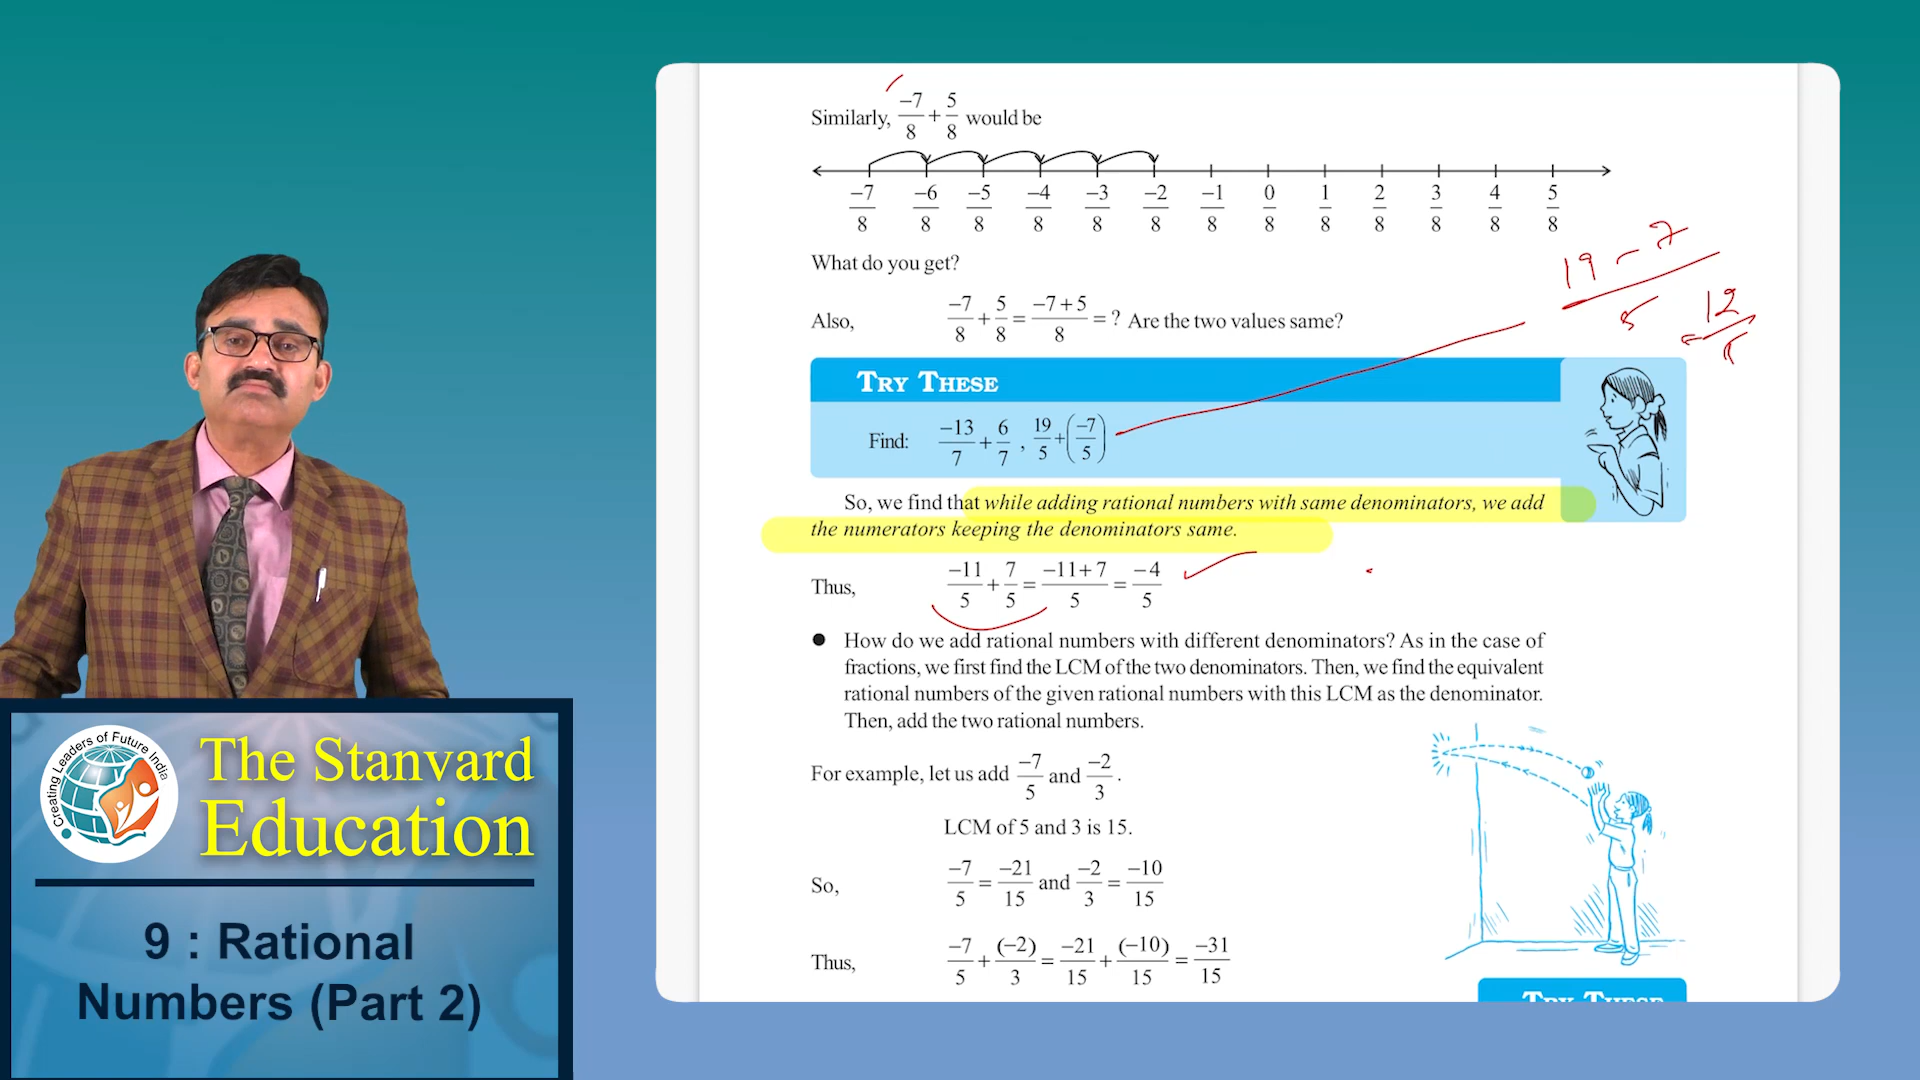 Similarly, -7/8 + 5/8 would be
-7/8 -6/8 -5/8 -4/8 -3/8 -2/8 -1/8 0/8 1/8 2/8 3/8 4/8 5/8
What do you get?
Also, -7/8 + 5/8 = -7+5/8 = ? Are the two values same?
19 - 7/5
12/5
TRY THESE
Find: -13/7 + 6/7 , 19/5 + (-7/5)
So, we find that while adding rational numbers with same denominators, we add
the numerators keeping the denominators same.
Thus, -11/5 + 7/5 = -11+7/5 = -4/5
● How do we add rational numbers with different denominators? As in the case of
fractions, we first find the LCM of the two denominators. Then, we find the equivalent
rational numbers of the given rational numbers with this LCM as the denominator.
Then, add the two rational numbers.
For example, let us add -7/5 and -2/3.
LCM of 5 and 3 is 15.
So, -7/5 = -21/15 and -2/3 = -10/15
Thus, -7/5 + (-2)/3 = -21/15 + (-10)/15 = -31/15
TRY THESE
Creating Leaders of Future India
The Stanvard
Education
9 : Rational
Numbers (Part 2)